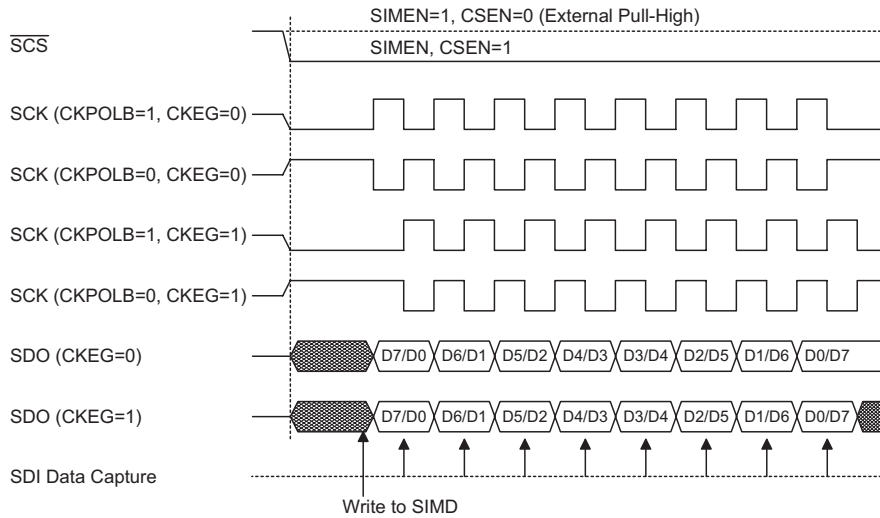 SIMEN=1, CSEN=0 (External Pull-High)
SCS
SIMEN, CSEN=1
SCK (CKPOLB=1, CKEG=0)
SCK (CKPOLB=0, CKEG=0)
SCK (CKPOLB=1, CKEG=1)
SCK (CKPOLB=0, CKEG=1)
SDO (CKEG=0) D7/D0 D6/D1 D5/D2 D4/D3 D3/D4 D2/D5 D1/D6 D0/D7
SDO (CKEG=1) D7/D0 D6/D1 D5/D2 D4/D3 D3/D4 D2/D5 D1/D6 D0/D7
SDI Data Capture
Write to SIMD